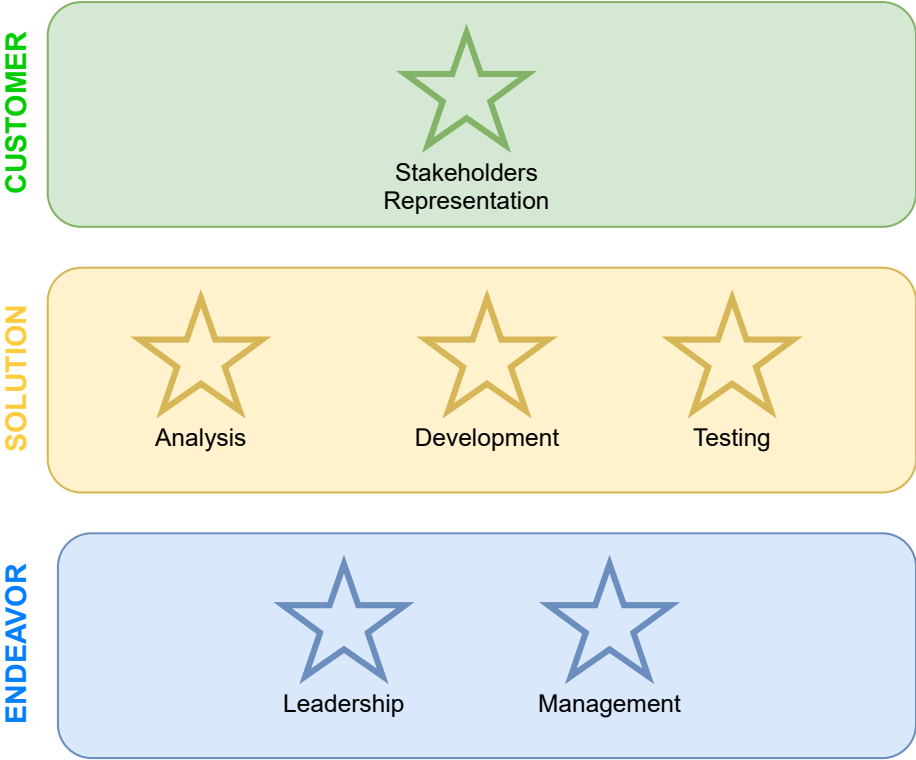 CUSTOMER
Stakeholders
Representation
SOLUTION
Analysis
Development
Testing
ENDEAVOR
Leadership
Management